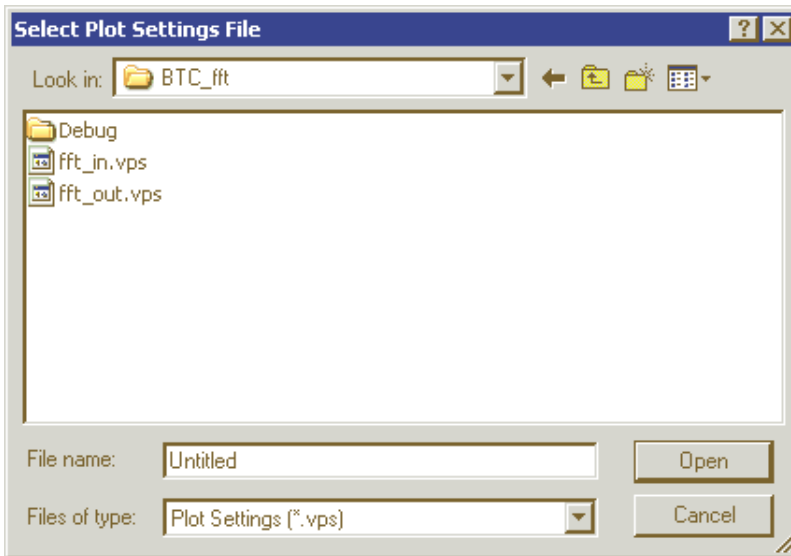 Select Plot Settings File
Look in: BTC_fft
Debug
fft_in.vps
fft_out.vps
File name: Untitled Open
Files of type: Plot Settings (*.vps) Cancel